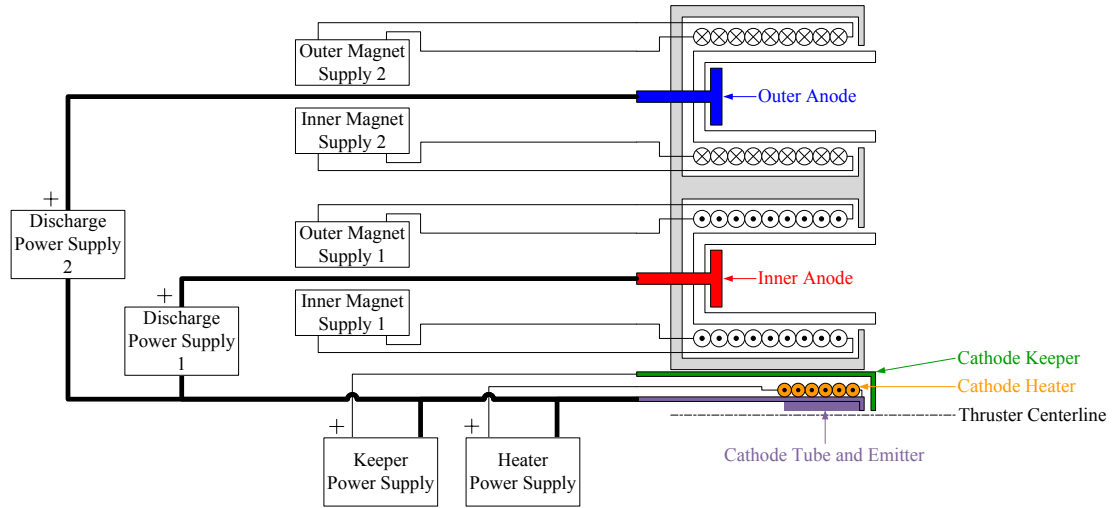 Outer Magnet
Supply 2
Outer Anode
Inner Magnet
Supply 2
+
Discharge
Power Supply
2
Outer Magnet
Supply 1
+
Inner Anode
Discharge
Power Supply
1
Inner Magnet
Supply 1
Cathode Keeper
Cathode Heater
Thruster Centerline
+
Keeper
Power Supply
+
Heater
Power Supply
Cathode Tube and Emitter